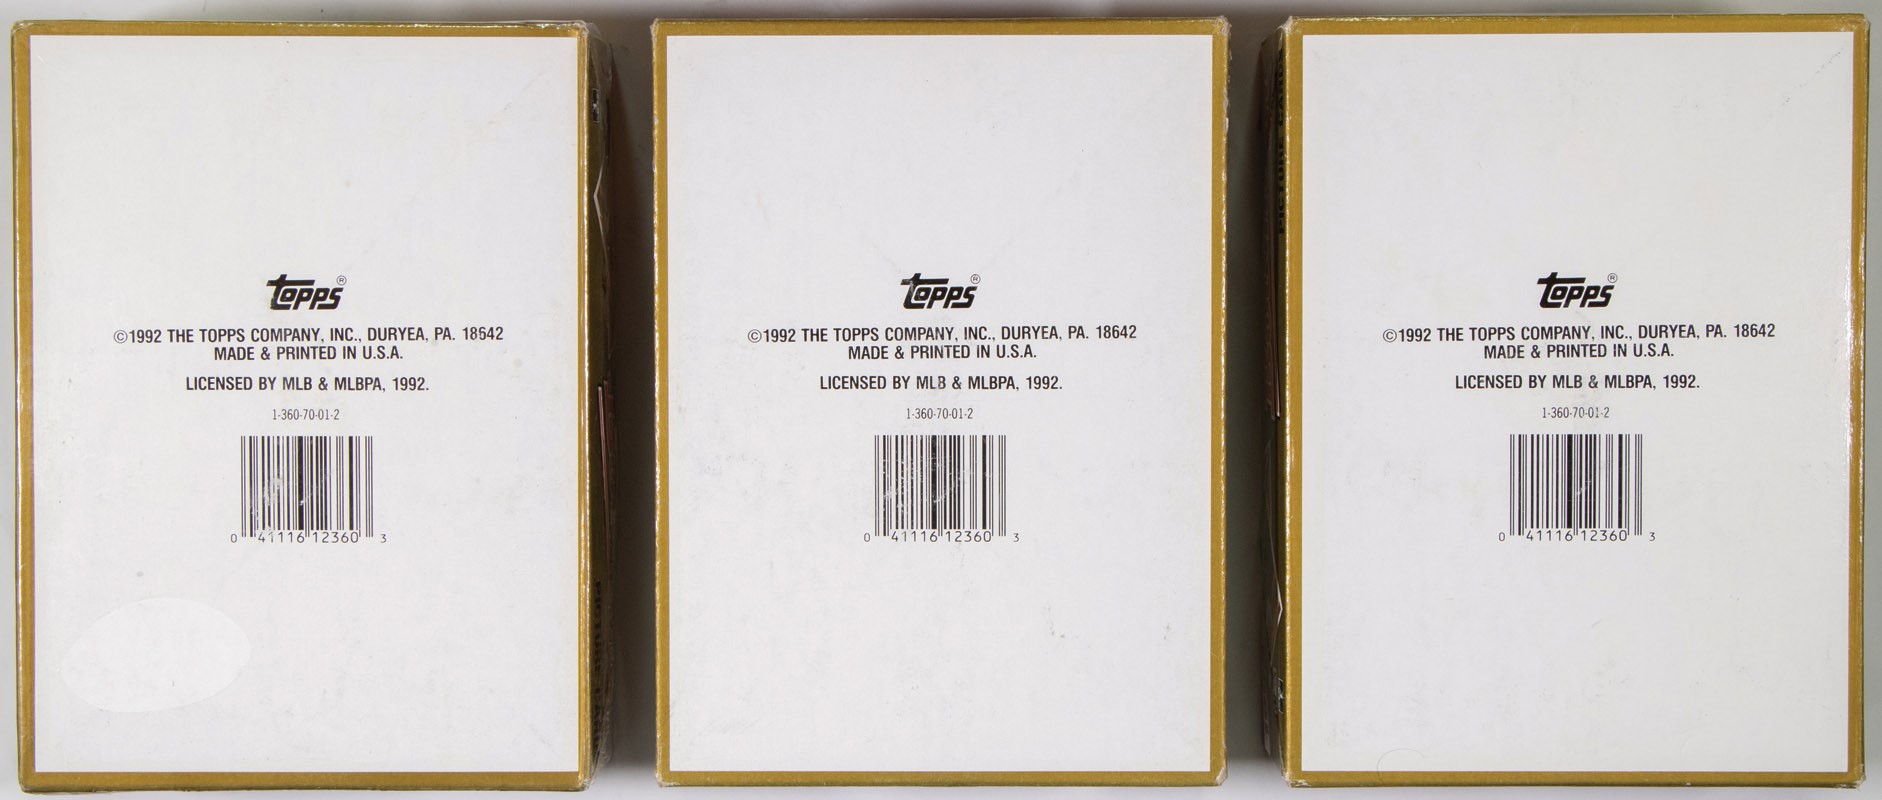 Topps®
©1992 THE TOPPS COMPANY, INC., DURYEA, PA. 18642
MADE & PRINTED IN U.S.A.
LICENSED BY MLB & MLBPA, 1992.
1-360-70-01-2
0 41116 12360 3
Topps®
©1992 THE TOPPS COMPANY, INC., DURYEA, PA. 18642
MADE & PRINTED IN U.S.A.
LICENSED BY MLB & MLBPA, 1992.
1-360-70-01-2
0 41116 12360 3
Topps®
©1992 THE TOPPS COMPANY, INC., DURYEA, PA. 18642
MADE & PRINTED IN U.S.A.
LICENSED BY MLB & MLBPA, 1992.
1-360-70-01-2
0 41116 12360 3